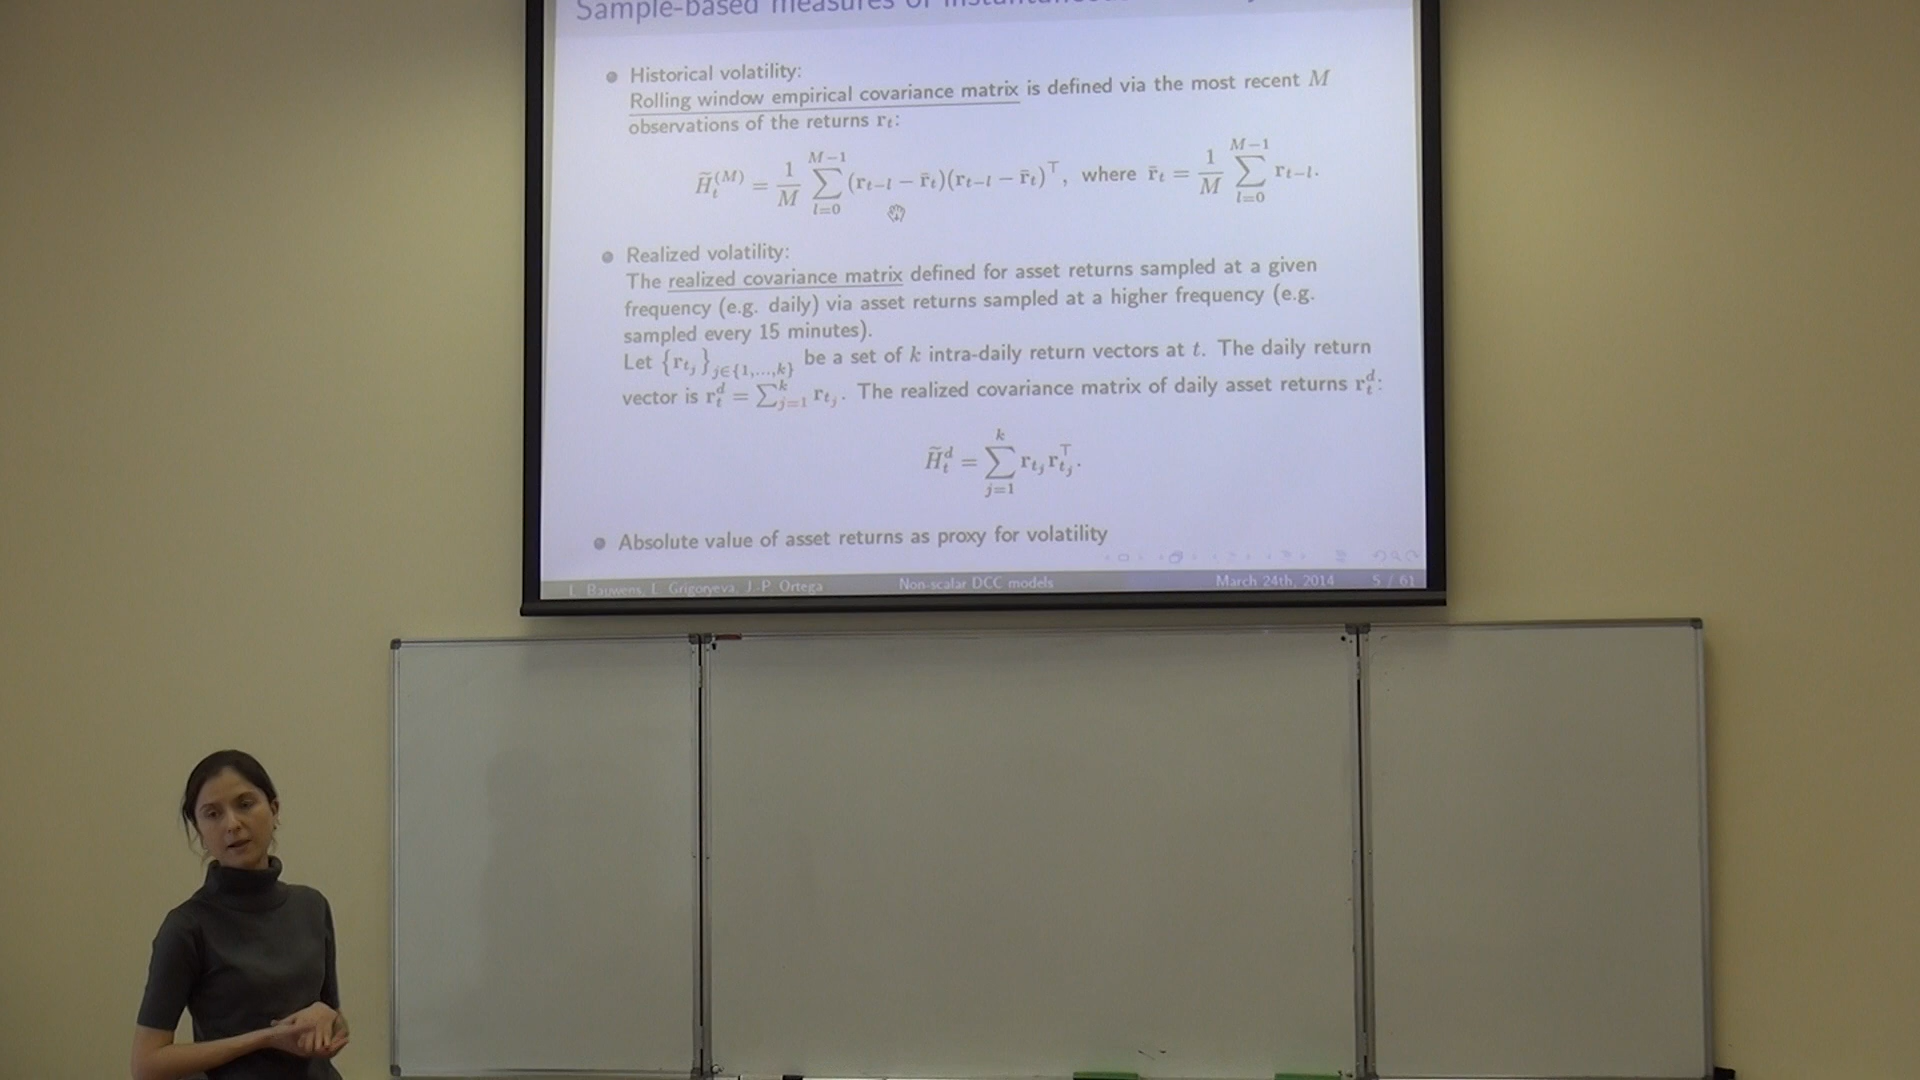 Sample-based measures of
Historical volatility:
Rolling window empirical covariance matrix is defined via the most recent M
observations of the returns r_t:
H̃_t^{(M)} = 1/M ∑_{l=0}^{M−1} (r_{t−l} − r̄_t)(r_{t−l} − r̄_t)^⊤, where r̄_t = 1/M ∑_{l=0}^{M−1} r_{t−l}.
Realized volatility:
The realized covariance matrix defined for asset returns sampled at a given
frequency (e.g. daily) via asset returns sampled at a higher frequency (e.g.
sampled every 15 minutes).
Let {r_{t_j}}_{j∈{1,...,k}} be a set of k intra-daily return vectors at t. The daily return
vector is r_t^d = ∑_{j=1}^k r_{t_j}. The realized covariance matrix of daily asset returns r_t^d:
H̃_t^d = ∑_{j=1}^k r_{t_j} r_{t_j}^⊤.
Absolute value of asset returns as proxy for volatility
L. Bauwens, L. Grigoryeva, J.-P. Ortega Non-scalar DCC models March 24th, 2014 5 / 61